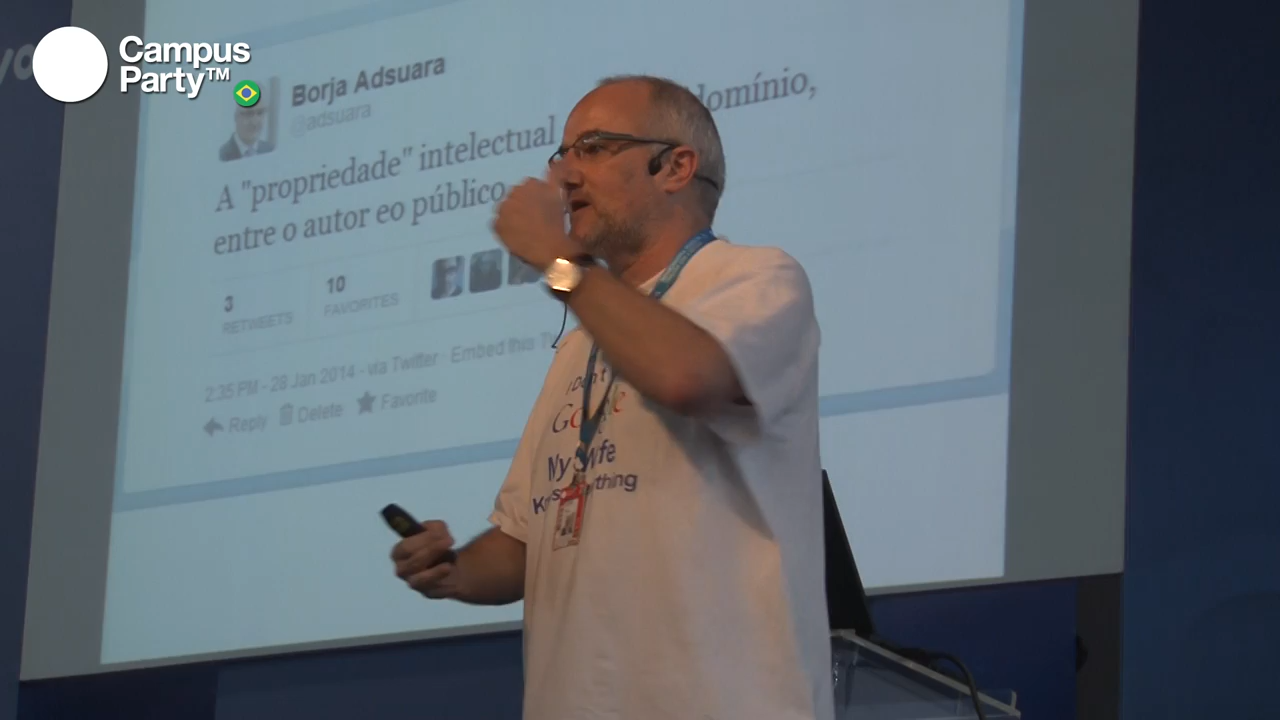 Campus
Party™
Borja Adsuara
@adsuara
A "propriedade" intelectual domínio,
entre o autor eo público
3
RETWEETS
10
FAVORITES
2:35 PM - 28 Jan 2014 - via Twitter · Embed this
Reply Delete Favorite
I Don't
My Wife